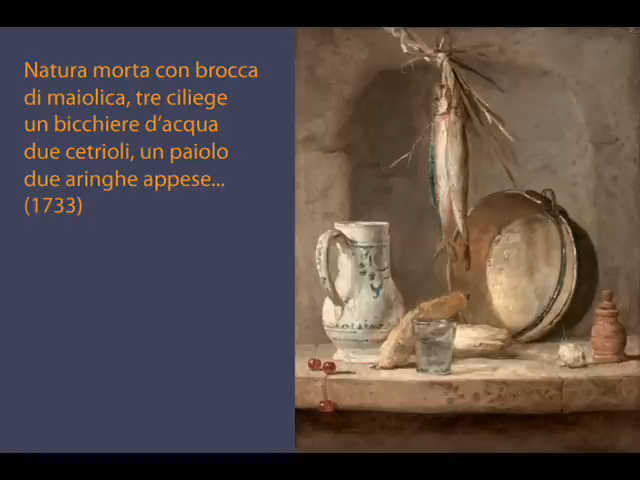 Natura morta con brocca
di maiolica, tre ciliege
un bicchiere d'acqua
due cetrioli, un paiolo
due aringhe appese...
(1733)